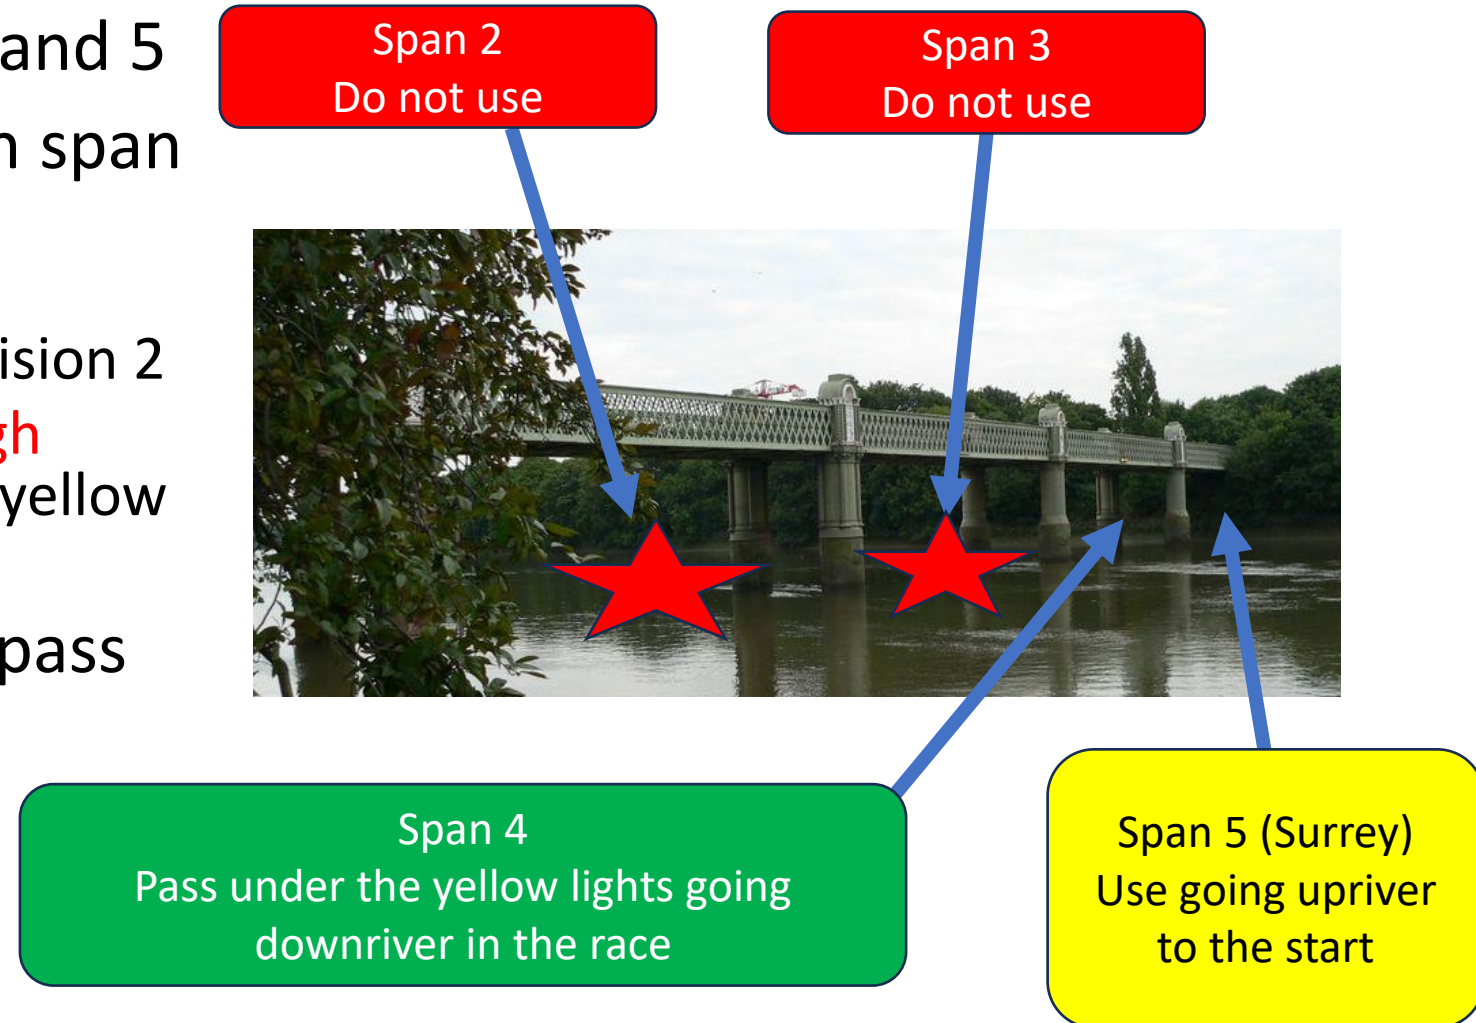 and 5
span
ision 2
gh
yellow
pass
Span 2
Do not use
Span 3
Do not use
Span 4
Pass under the yellow lights going
downriver in the race
Span 5 (Surrey)
Use going upriver
to the start